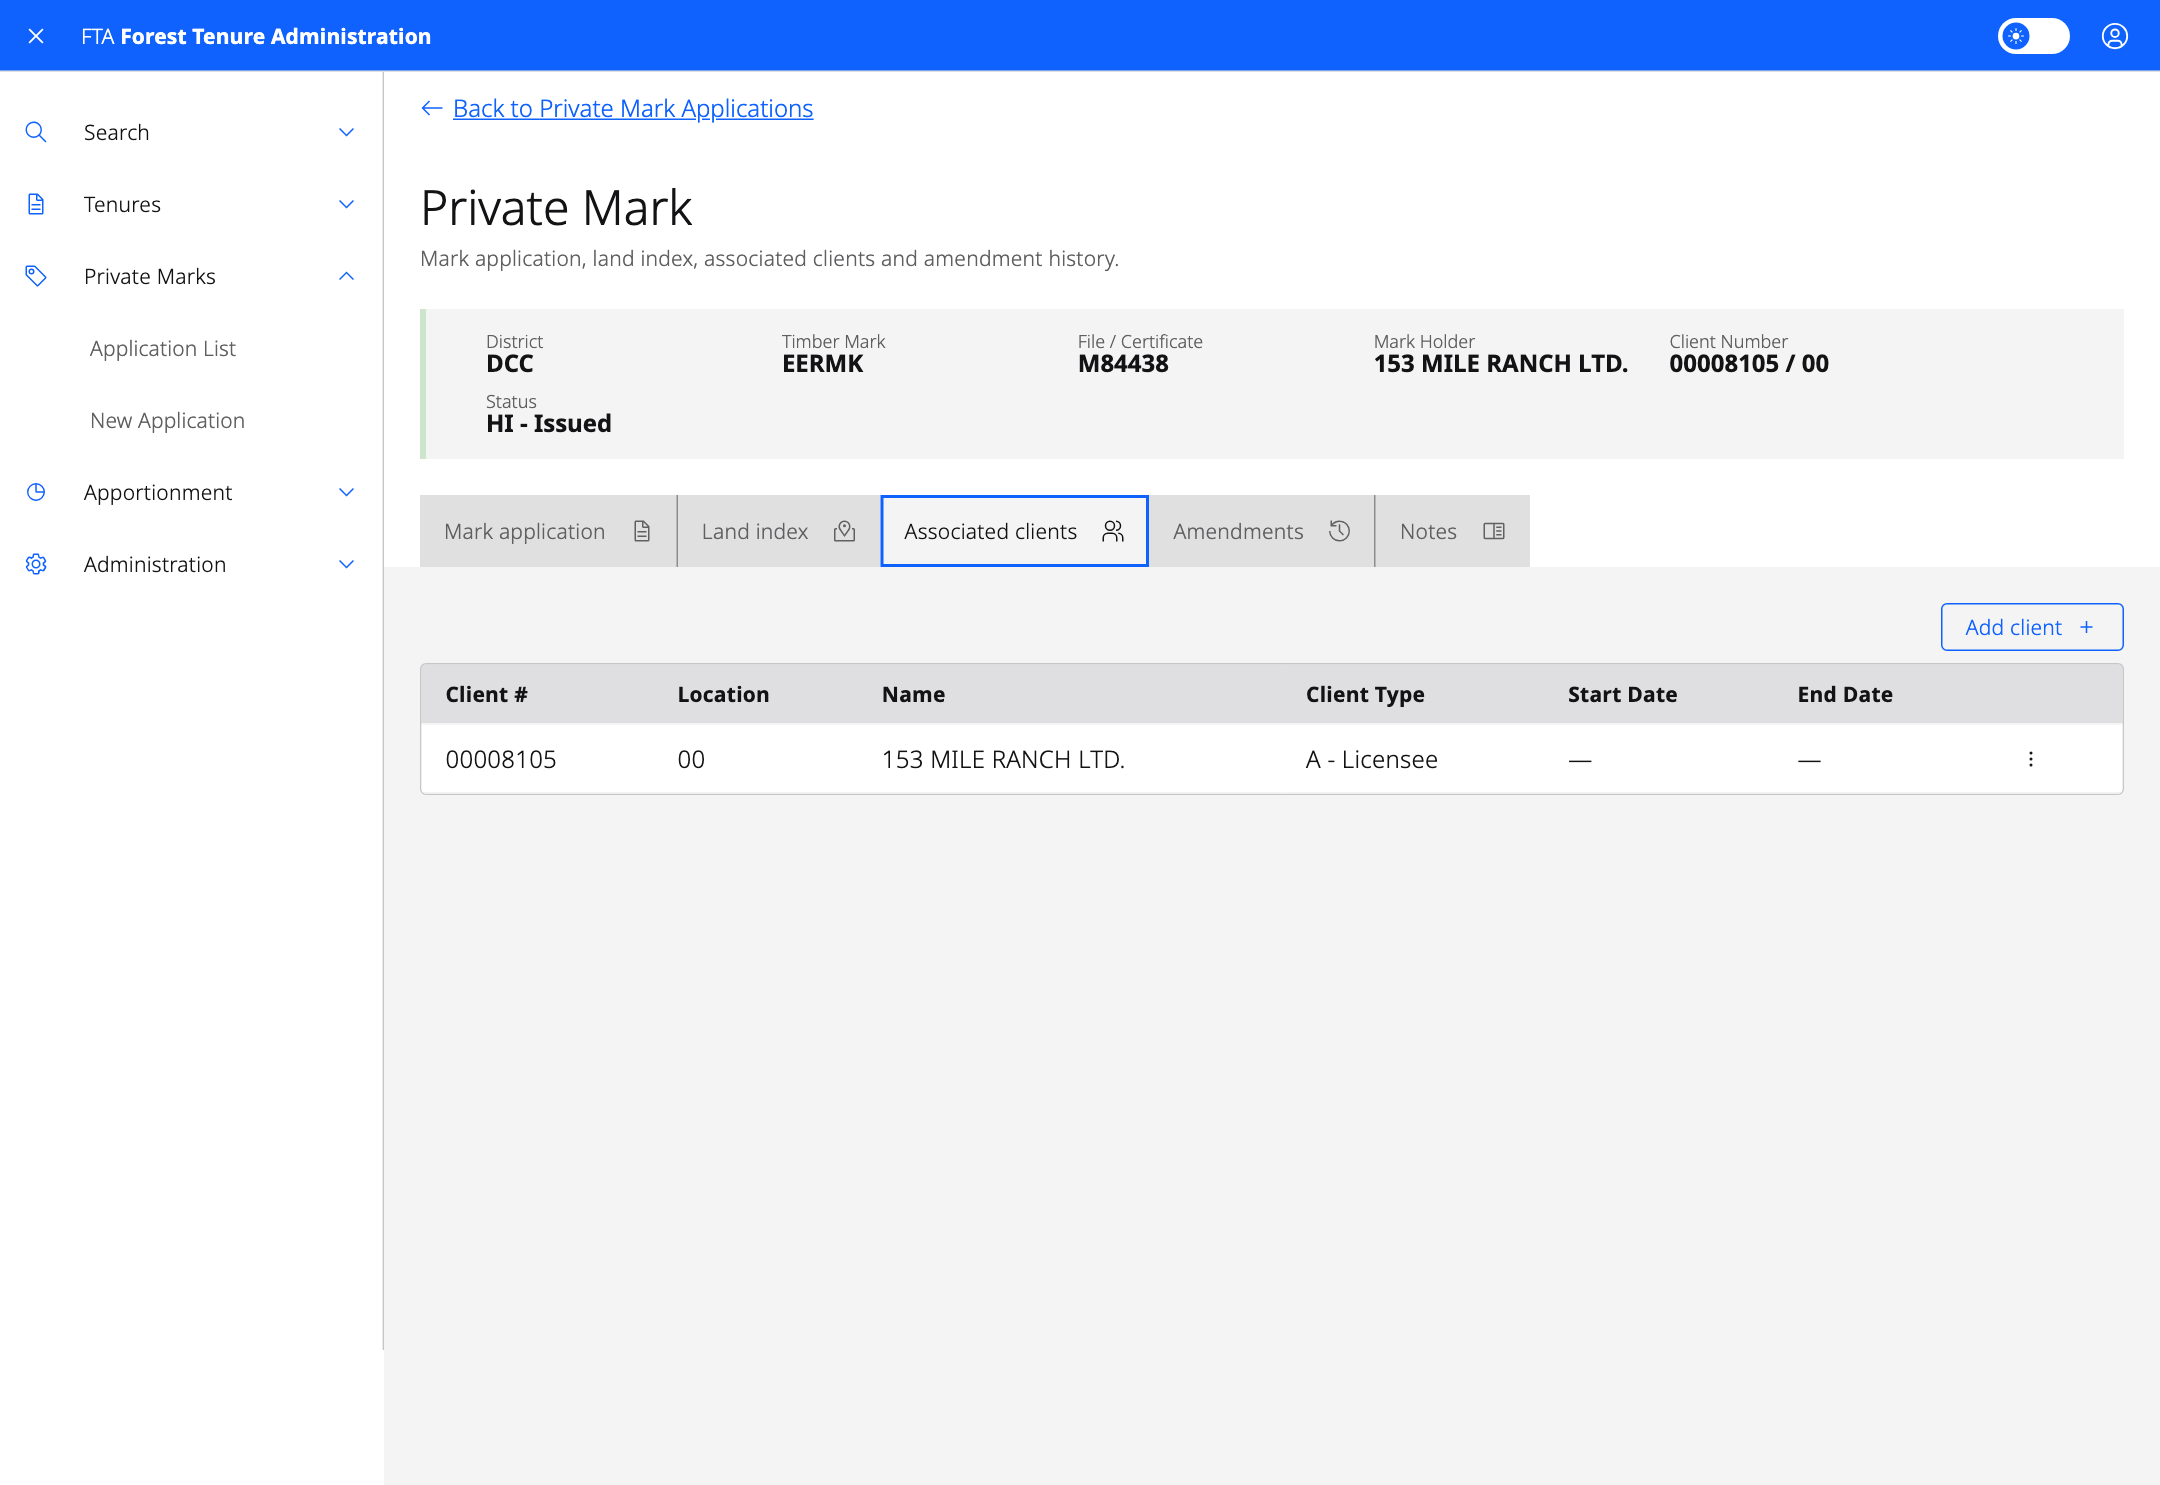 FTA Forest Tenure Administration
Search
Tenures
Private Marks
Application List
New Application
Apportionment
Administration
Back to Private Mark Applications
Private Mark
Mark application, land index, associated clients and amendment history.
District
DCC
Timber Mark
EERMK
File / Certificate
M84438
Mark Holder
153 MILE RANCH LTD.
Client Number
00008105 / 00
Status
HI - Issued
Mark application
Land index
Associated clients
Amendments
Notes
Add client +
Client # Location Name Client Type Start Date End Date
00008105 00 153 MILE RANCH LTD. A - Licensee — —